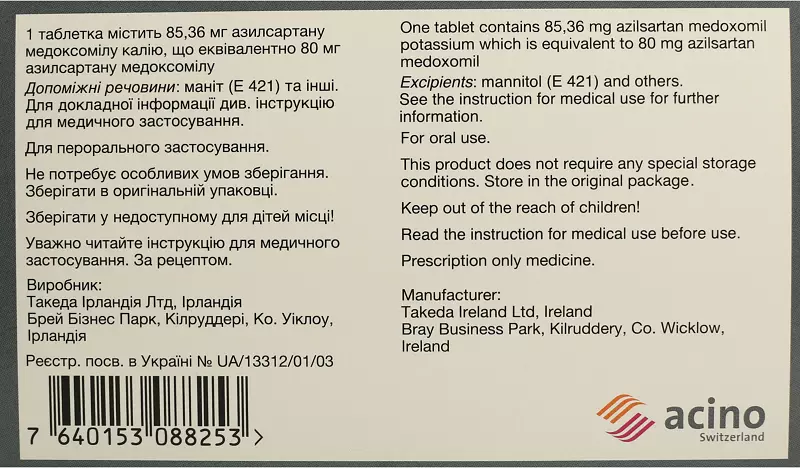 1 таблетка містить 85,36 мг азилсартану
медоксомілу калію, що еквівалентно 80 мг
азилсартану медоксомілу
Допоміжні речовини: маніт (Е 421) та інші.
Для докладної інформації див. інструкцію
для медичного застосування.
Для перорального застосування.
Не потребує особливих умов зберігання.
Зберігати в оригінальній упаковці.
Зберігати у недоступному для дітей місці!
Уважно читайте інструкцію для медичного
застосування. За рецептом.
Виробник:
Такеда Ірландія Лтд, Ірландія
Брей Бізнес Парк, Кілруддері, Ко. Уіклоу,
Ірландія
Реєстр. посв. в Україні № UA/13312/01/03
7 640153 088253 >
One tablet contains 85,36 mg azilsartan medoxomil
potassium which is equivalent to 80 mg azilsartan
medoxomil
Excipients: mannitol (E 421) and others.
See the instruction for medical use for further
information.
For oral use.
This product does not require any special storage
conditions. Store in the original package.
Keep out of the reach of children!
Read the instruction for medical use before use.
Prescription only medicine.
Manufacturer:
Takeda Ireland Ltd, Ireland
Bray Business Park, Kilruddery, Co. Wicklow,
Ireland
acino
Switzerland